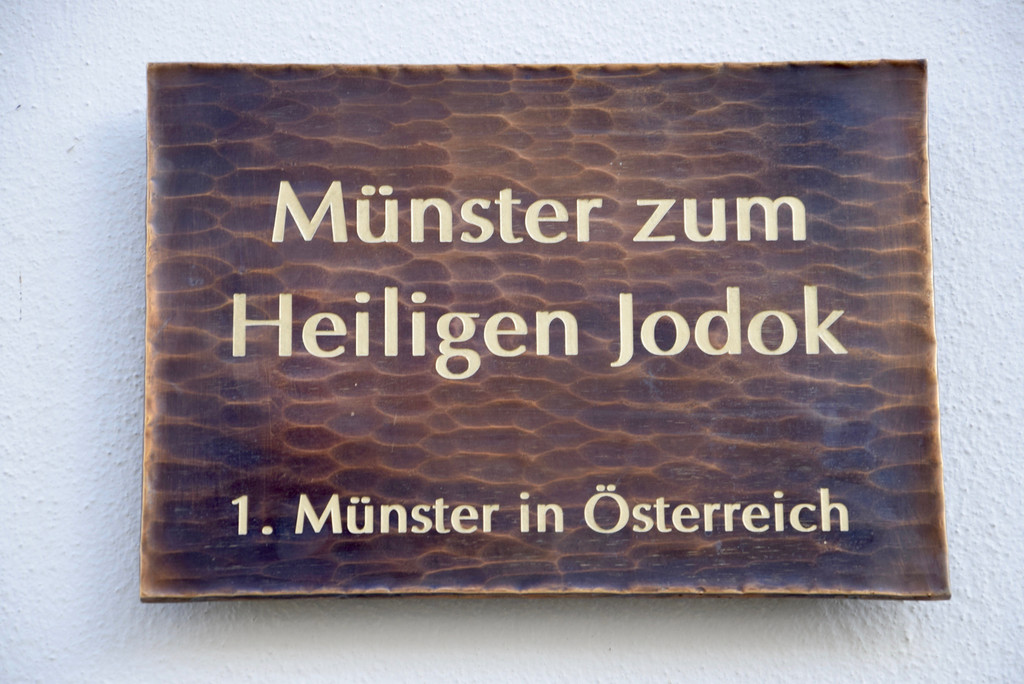 Münster zum
Heiligen Jodok
1. Münster in Österreich